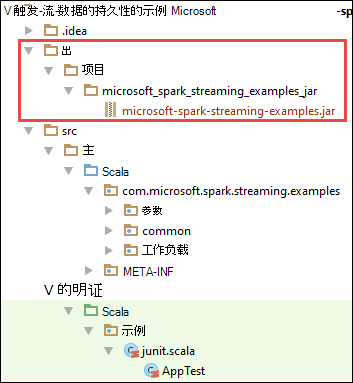 V 触发-流-数据的持久性的示例 Microsoft -sp
.idea
出
项目
microsoft_spark_streaming_examples_jar
microsoft-spark-streaming-examples.jar
src
主
Scala
com.microsoft.spark.streaming.examples
参数
common
工作负载
META-INF
V 的明证
Scala
示例
junit.scala
AppTest